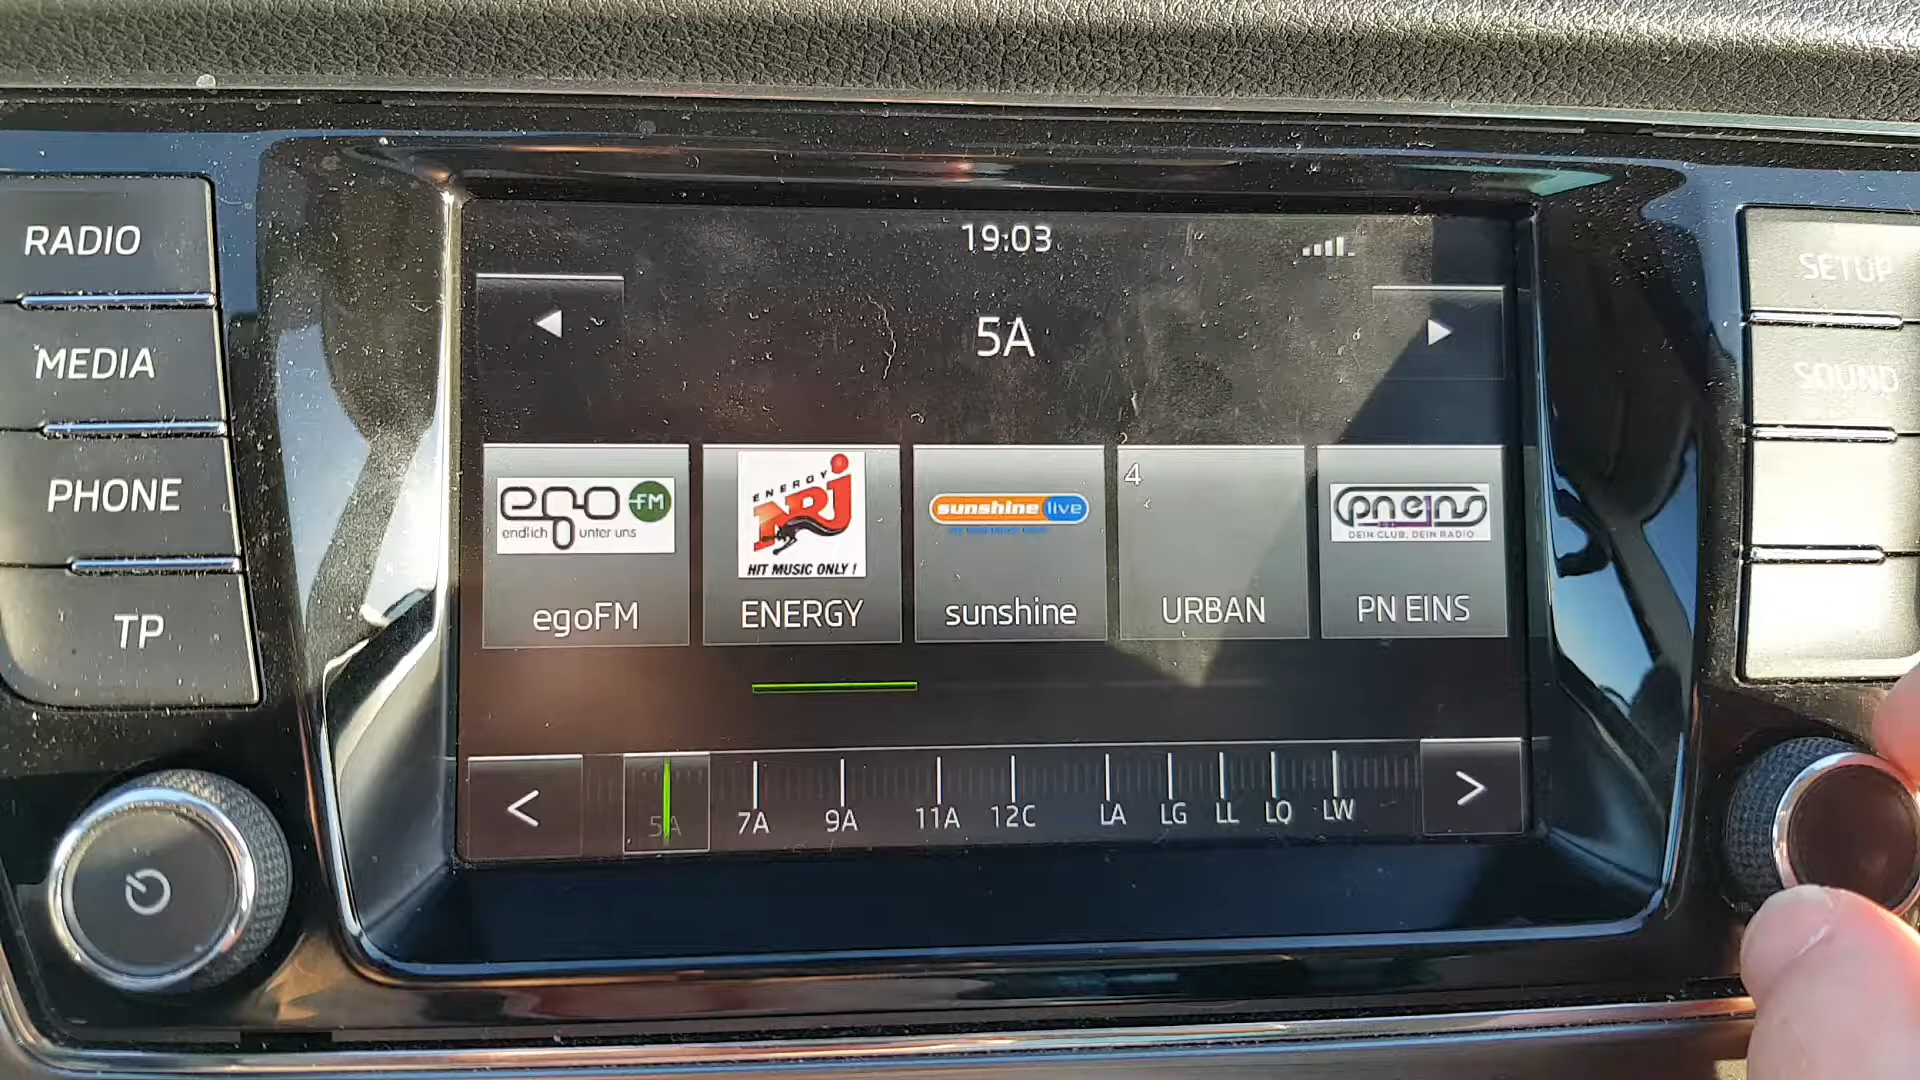 RADIO
MEDIA
PHONE
TP
19:03
5A
ego FM
endlich unter uns
egoFM
ENERGY
NRJ
HIT MUSIC ONLY !
ENERGY
sunshine live
sunshine
4
URBAN
pn eins
DEIN CLUB. DEIN RADIO
PN EINS
<
5A
7A
9A
11A
12C
LA
LG
LL
LQ
LW
>
SETUP
SOUND